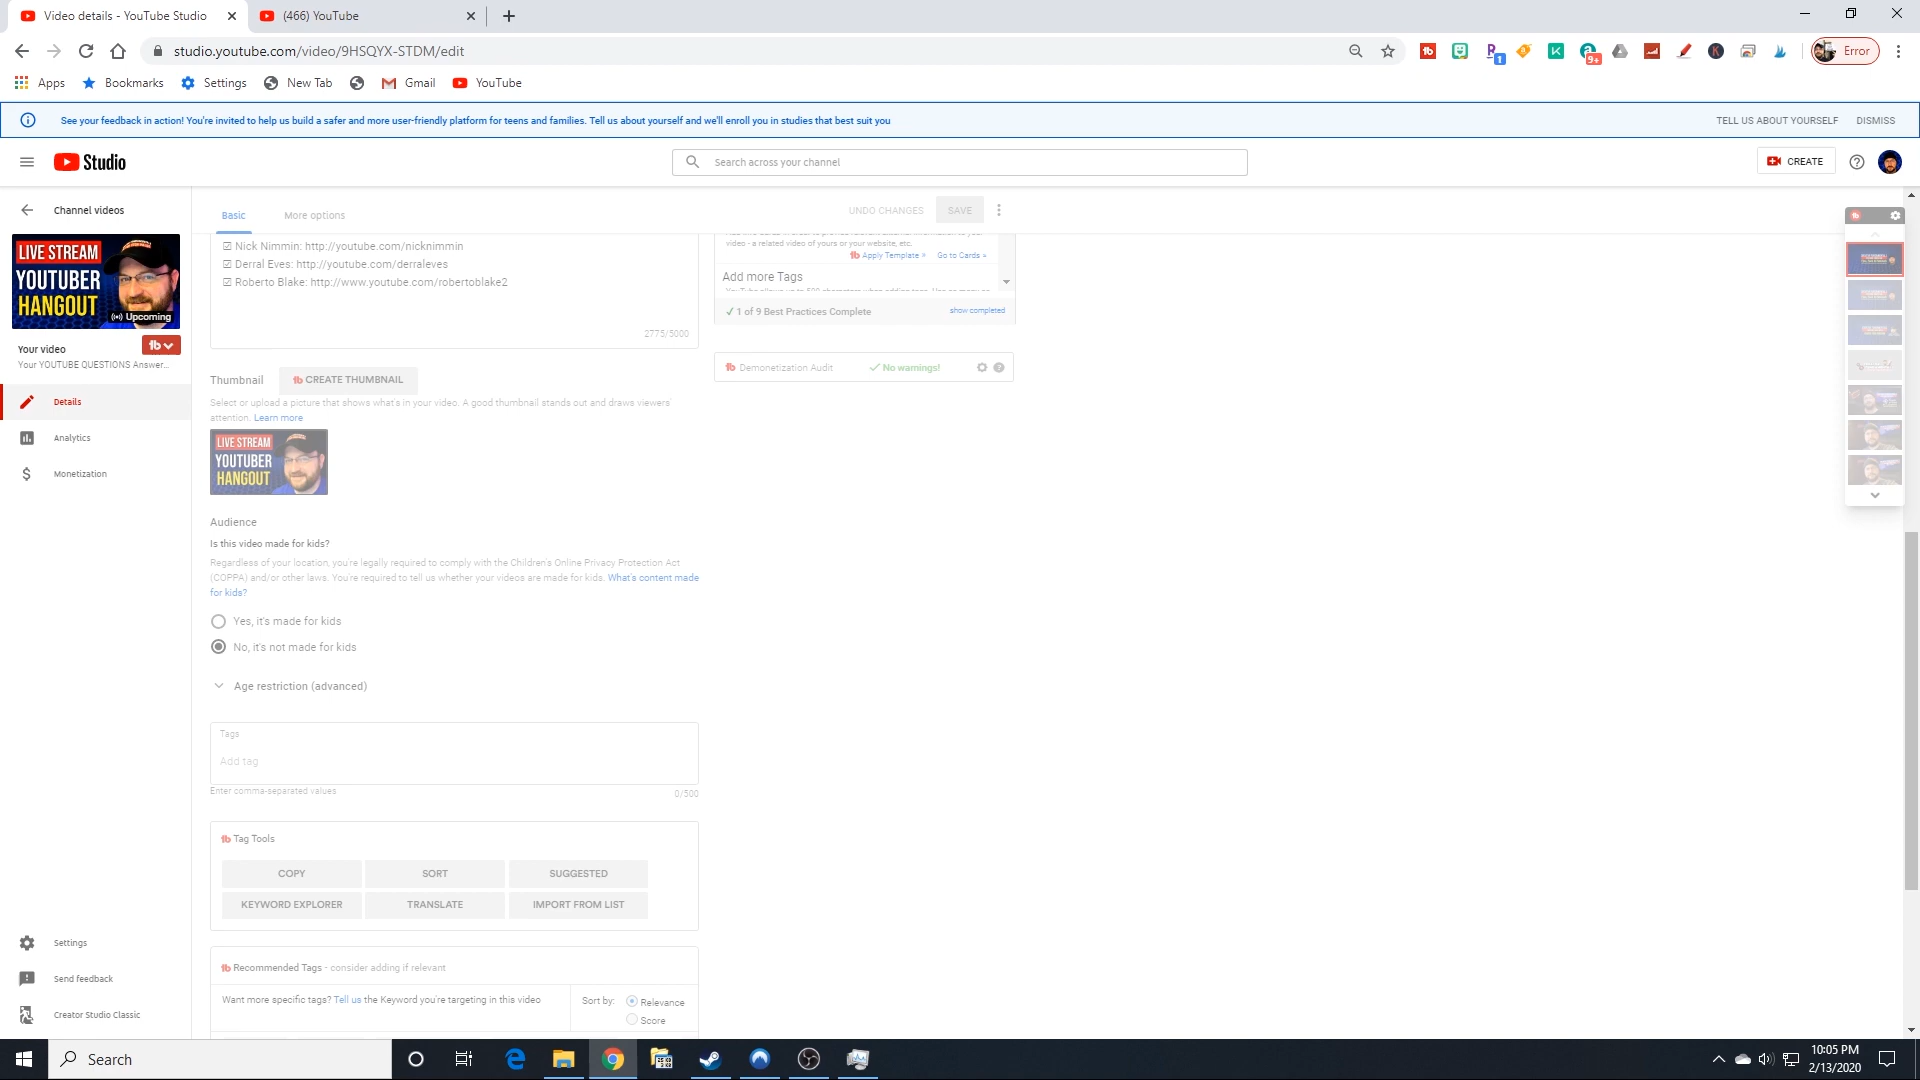 Video details - YouTube Studio
(466) YouTube
studio.youtube.com/video/9HSQYX-STDM/edit
1
9+
Error
Apps
Bookmarks
Settings
New Tab
Gmail
YouTube
See your feedback in action! You're invited to help us build a safer and more user-friendly platform for teens and families. Tell us about yourself and we'll enroll you in studies that best suit you
TELL US ABOUT YOURSELF
DISMISS
Studio
Search across your channel
CREATE
Channel videos
Basic
More options
UNDO CHANGES
SAVE
LIVE STREAM
YOUTUBER
HANGOUT
Upcoming
Your video
Your YOUTUBE QUESTIONS Answer...
Details
Analytics
Monetization
☑ Nick Nimmin: http://youtube.com/nicknimmin
☑ Derral Eves: http://youtube.com/derraleves
☑ Roberto Blake: http://www.youtube.com/robertoblake2
2775/5000
video - a related video of yours or your website, etc.
Apply Template »
Go to Cards »
Add more Tags
✓ 1 of 9 Best Practices Complete
show completed
Demonetization Audit
No warnings!
Thumbnail
CREATE THUMBNAIL
Select or upload a picture that shows what's in your video. A good thumbnail stands out and draws viewers'
attention. Learn more
LIVE STREAM
YOUTUBER
HANGOUT
Audience
Is this video made for kids?
Regardless of your location, you're legally required to comply with the Children's Online Privacy Protection Act
(COPPA) and/or other laws. You're required to tell us whether your videos are made for kids. What's content made
for kids?
Yes, it's made for kids
No, it's not made for kids
Age restriction (advanced)
Tags
Add tag
Enter comma-separated values
0/500
Tag Tools
COPY
SORT
SUGGESTED
KEYWORD EXPLORER
TRANSLATE
IMPORT FROM LIST
Recommended Tags - consider adding if relevant
Want more specific tags? Tell us the Keyword you're targeting in this video
Sort by:
Relevance
Score
Settings
Send feedback
Creator Studio Classic
Search
10:05 PM
2/13/2020